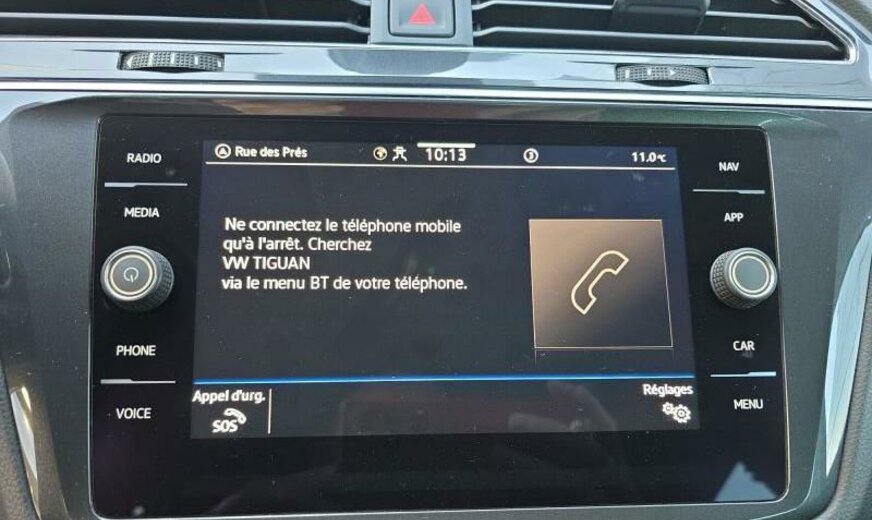 RADIO
MEDIA
PHONE
VOICE
Rue des Prés 10:13 11.0°c
Ne connectez le téléphone mobile
qu'à l'arrêt. Cherchez
VW TIGUAN
via le menu BT de votre téléphone.
Appel d'urg.
SOS
Réglages
NAV
APP
CAR
MENU